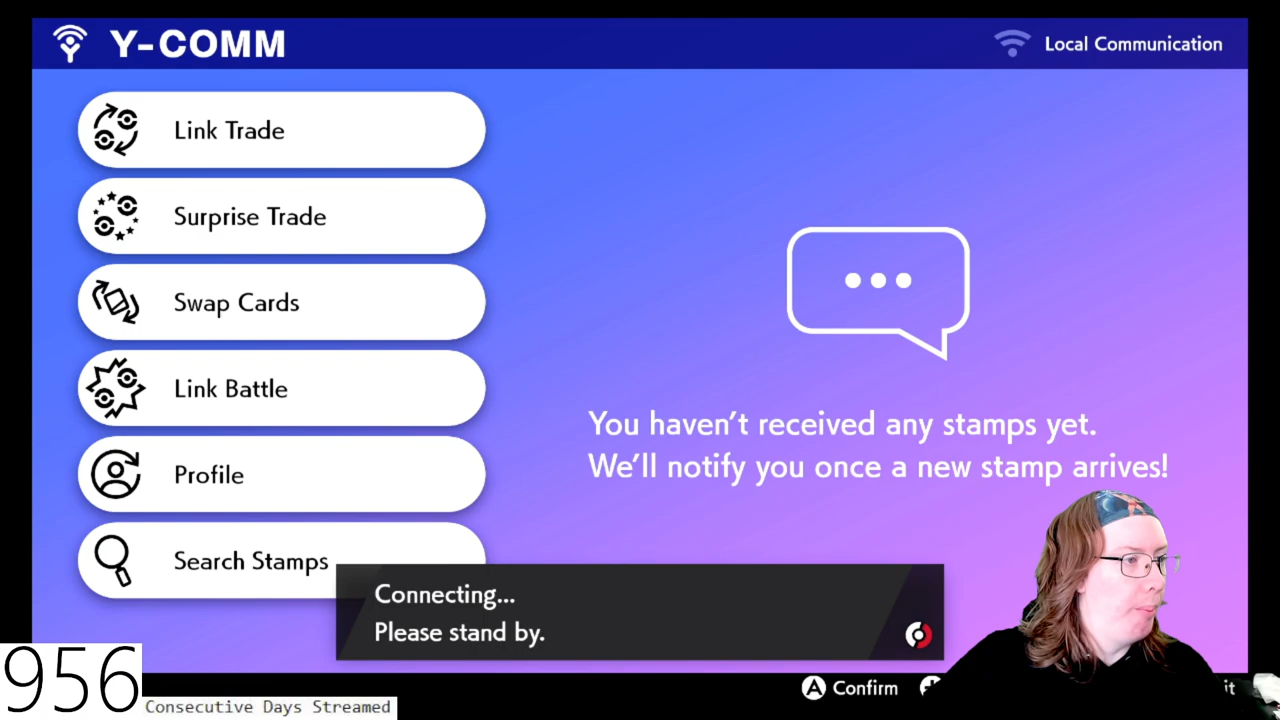 Y-COMM
Local Communication
Link Trade
Surprise Trade
Swap Cards
Link Battle
Profile
Search Stamps
You haven't received any stamps yet.
We'll notify you once a new stamp arrives!
Connecting...
Please stand by.
A Confirm
956
Consecutive Days Streamed